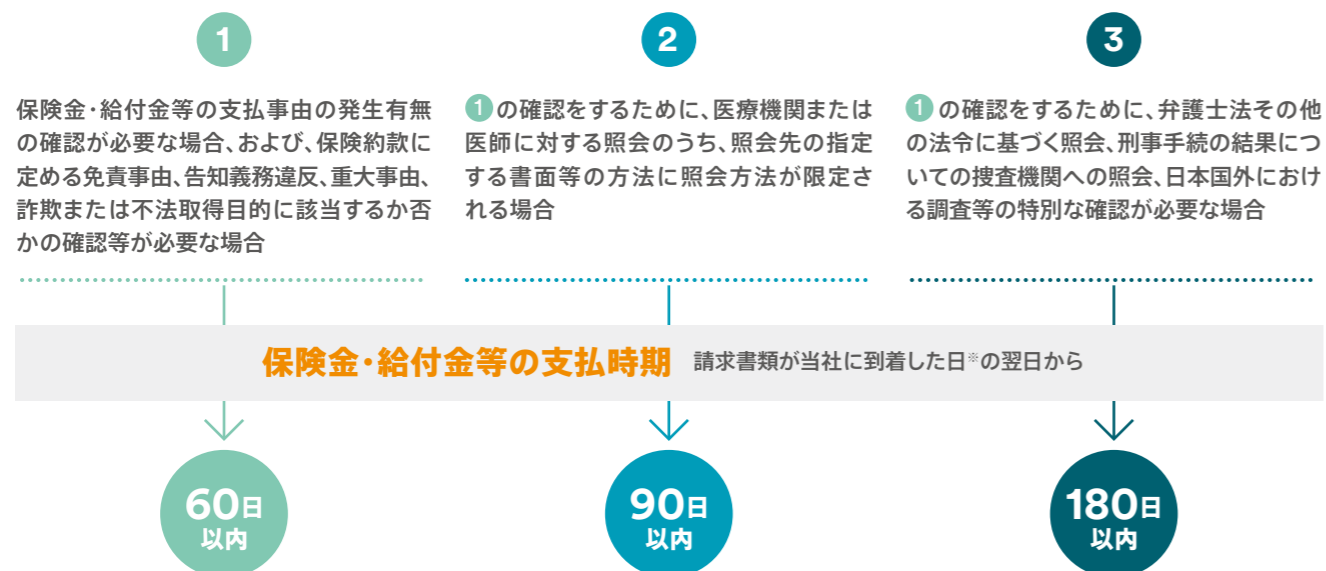 1
保険金・給付金等の支払事由の発生有無
の確認が必要な場合、および、保険約款に
定める免責事由、告知義務違反、重大事由、
詐欺または不法取得目的に該当するか否
かの確認等が必要な場合
2
1 の確認をするために、医療機関または
医師に対する照会のうち、照会先の指定
する書面等の方法に照会方法が限定さ
れる場合
3
1 の確認をするために、弁護士法その他
の法令に基づく照会、刑事手続の結果につ
いての捜査機関への照会、日本国外におけ
る調査等の特別な確認が必要な場合
保険金・給付金等の支払時期 請求書類が当社に到着した日※の翌日から
60日
以内
90日
以内
180日
以内